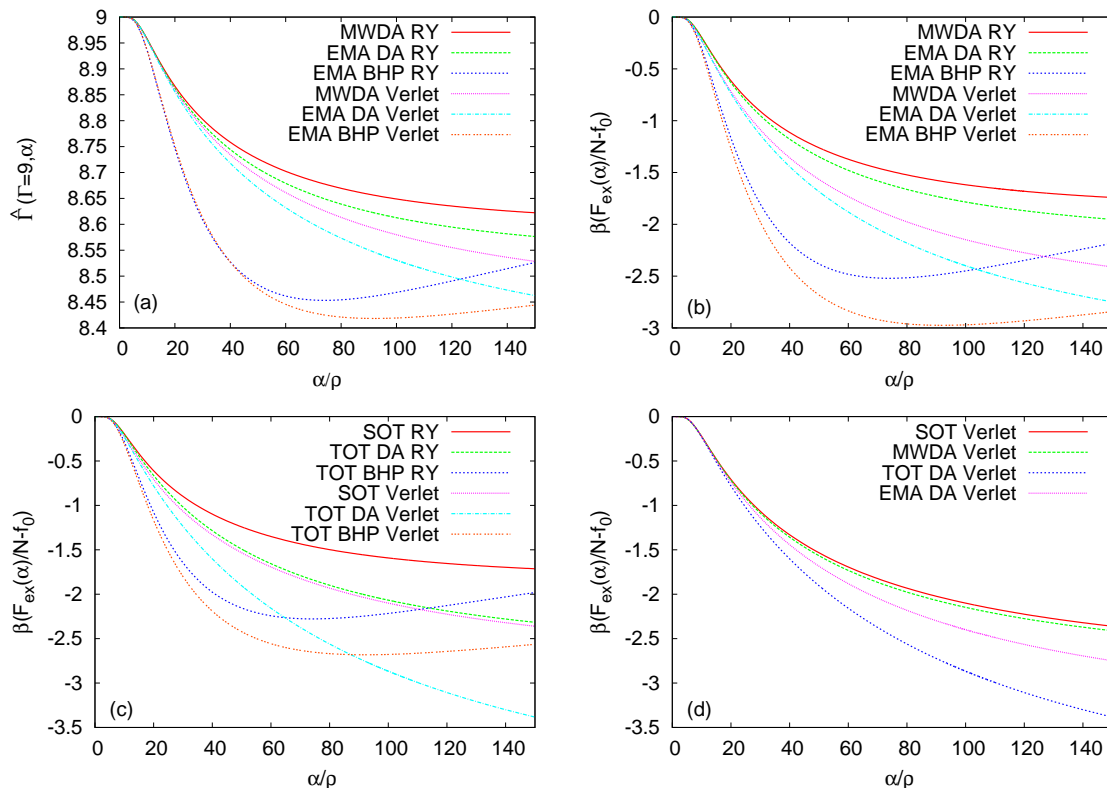 9
8.95
8.9
8.85
8.8
8.75
8.7
8.65
8.6
8.55
8.5
8.45
8.4
0 20 40 60 80 100 120 140
Γ̂ (Γ=9,α)
α/ρ
(a)
MWDA RY
EMA DA RY
EMA BHP RY
MWDA Verlet
EMA DA Verlet
EMA BHP Verlet
0
-0.5
-1
-1.5
-2
-2.5
-3
0 20 40 60 80 100 120 140
β(F_ex(α)/N-f_0)
α/ρ
(b)
MWDA RY
EMA DA RY
EMA BHP RY
MWDA Verlet
EMA DA Verlet
EMA BHP Verlet
0
-0.5
-1
-1.5
-2
-2.5
-3
-3.5
0 20 40 60 80 100 120 140
β(F_ex(α)/N-f_0)
α/ρ
(c)
SOT RY
TOT DA RY
TOT BHP RY
SOT Verlet
TOT DA Verlet
TOT BHP Verlet
0
-0.5
-1
-1.5
-2
-2.5
-3
-3.5
0 20 40 60 80 100 120 140
β(F_ex(α)/N-f_0)
α/ρ
(d)
SOT Verlet
MWDA Verlet
TOT DA Verlet
EMA DA Verlet